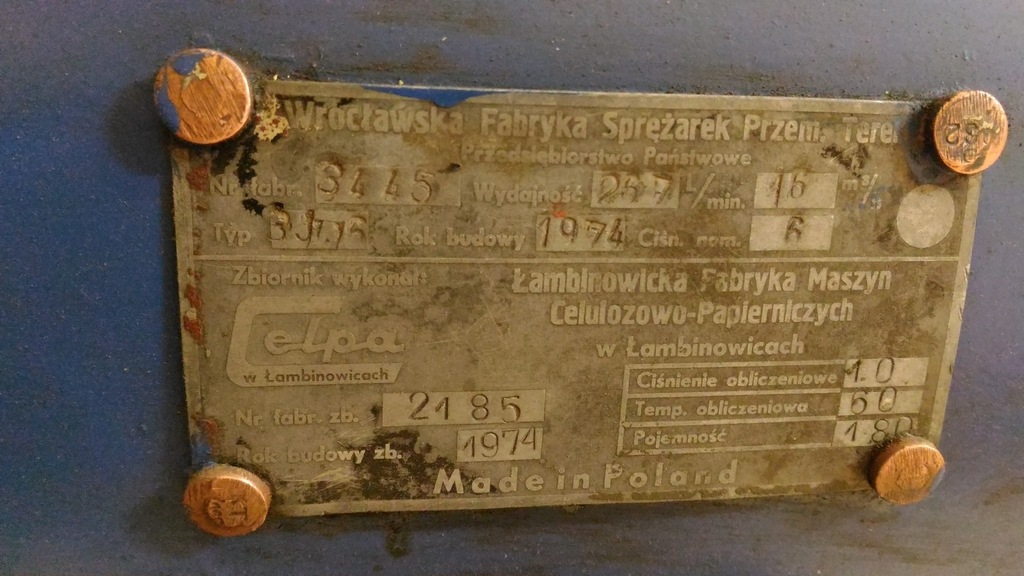 Wrocławska Fabryka Sprężarek Przem. Teren
Przedsiębiorstwo Państwowe
Nr. fabr. 3445 Wydajność 267 L/min. 16 m³/
Typ 3JW6 Rok budowy 1974 Ciśn. nom. 6
Zbiornik wykonał: Łambinowicka Fabryka Maszyn
Celulozowo-Papierniczych
w Łambinowicach
Celpa
w Łambinowicach
Ciśnienie obliczeniowe 10
Temp. obliczeniowa 60
Pojemność 180
Nr fabr. zb. 2185
Rok budowy zb. 1974
Made in Poland